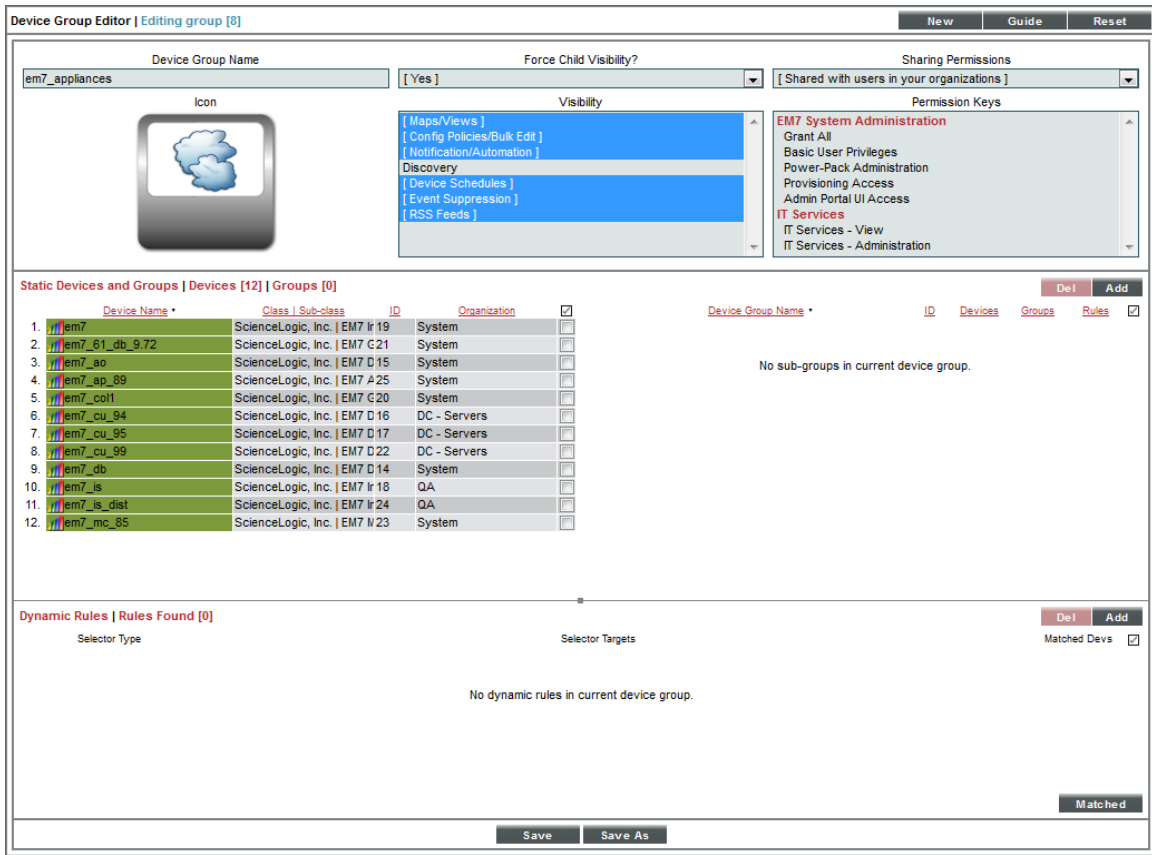 Device Group Editor | Editing group [8]
New Guide Reset
Device Group Name Force Child Visibility? Sharing Permissions
em7_appliances [ Yes ] [ Shared with users in your organizations ]
Icon Visibility Permission Keys
[ Maps/Views ]
[ Config Policies/Bulk Edit ]
[ Notification/Automation ]
Discovery
[ Device Schedules ]
[ Event Suppression ]
[ RSS Feeds ]
EM7 System Administration
Grant All
Basic User Privileges
Power-Pack Administration
Provisioning Access
Admin Portal UI Access
IT Services
IT Services - View
IT Services - Administration
Static Devices and Groups | Devices [12] | Groups [0]
Del Add
Device Name Class | Sub-class ID Organization
1. em7 ScienceLogic, Inc. | EM7 Ir 19 System
2. em7_61_db_9.72 ScienceLogic, Inc. | EM7 G 21 System
3. em7_ao ScienceLogic, Inc. | EM7 D 15 System
4. em7_ap_89 ScienceLogic, Inc. | EM7 A 25 System
5. em7_col1 ScienceLogic, Inc. | EM7 G 20 System
6. em7_cu_94 ScienceLogic, Inc. | EM7 D 16 DC - Servers
7. em7_cu_95 ScienceLogic, Inc. | EM7 D 17 DC - Servers
8. em7_cu_99 ScienceLogic, Inc. | EM7 D 22 DC - Servers
9. em7_db ScienceLogic, Inc. | EM7 D 14 System
10. em7_is ScienceLogic, Inc. | EM7 Ir 18 QA
11. em7_is_dist ScienceLogic, Inc. | EM7 Ir 24 QA
12. em7_mc_85 ScienceLogic, Inc. | EM7 M 23 System
Device Group Name ID Devices Groups Rules
No sub-groups in current device group.
Dynamic Rules | Rules Found [0]
Del Add
Selector Type Selector Targets Matched Devs
No dynamic rules in current device group.
Matched
Save Save As